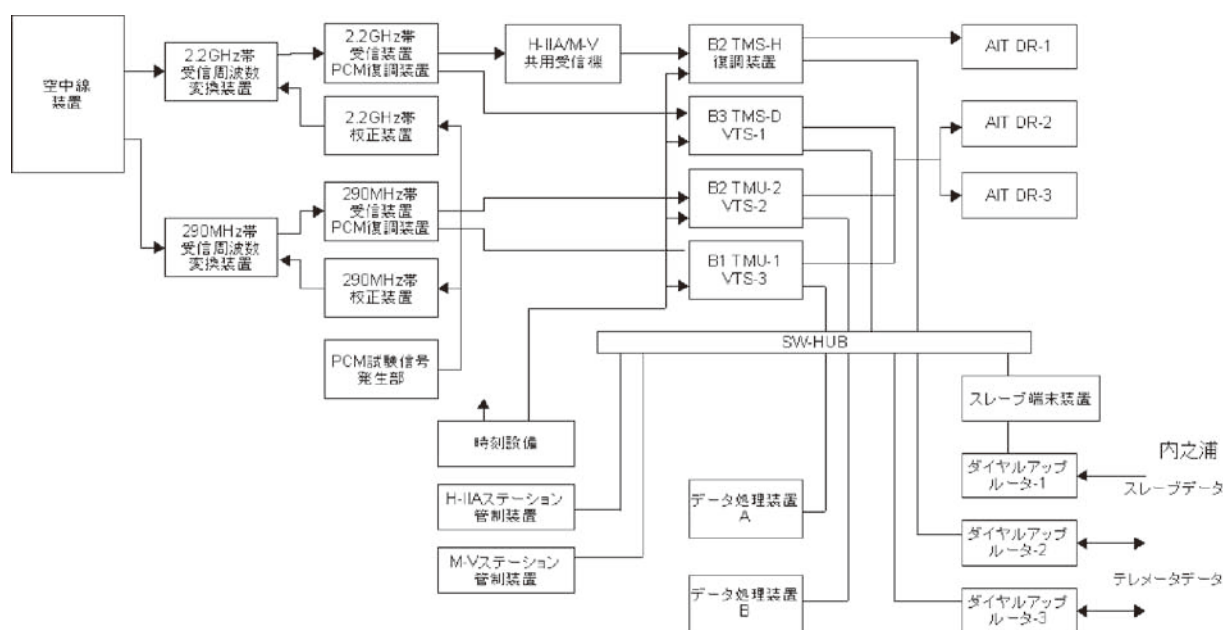 空中線
装置
2.2GHz帯
受信周波数
変換装置
2.2GHz帯
受信装置
PCM復調装置
H-IIA/M-V
共用受信機
B2 TMS-H
復調装置
AIT DR-1
2.2GHz帯
校正装置
B3 TMS-D
VTS-1
AIT DR-2
290MHz帯
受信周波数
変換装置
290MHz帯
受信装置
PCM復調装置
B2 TMU-2
VTS-2
AIT DR-3
290MHz帯
校正装置
B1 TMU-1
VTS-3
PCM試験信号
発生部
SW-HUB
スレーブ端末装置
時刻設備
内之浦
ダイヤルアップ
ルータ-1
スレーブデータ
H-IIAステーション
管制装置
データ処理装置
A
ダイヤルアップ
ルータ-2
M-Vステーション
管制装置
テレメータデータ
データ処理装置
B
ダイヤルアップ
ルータ-3